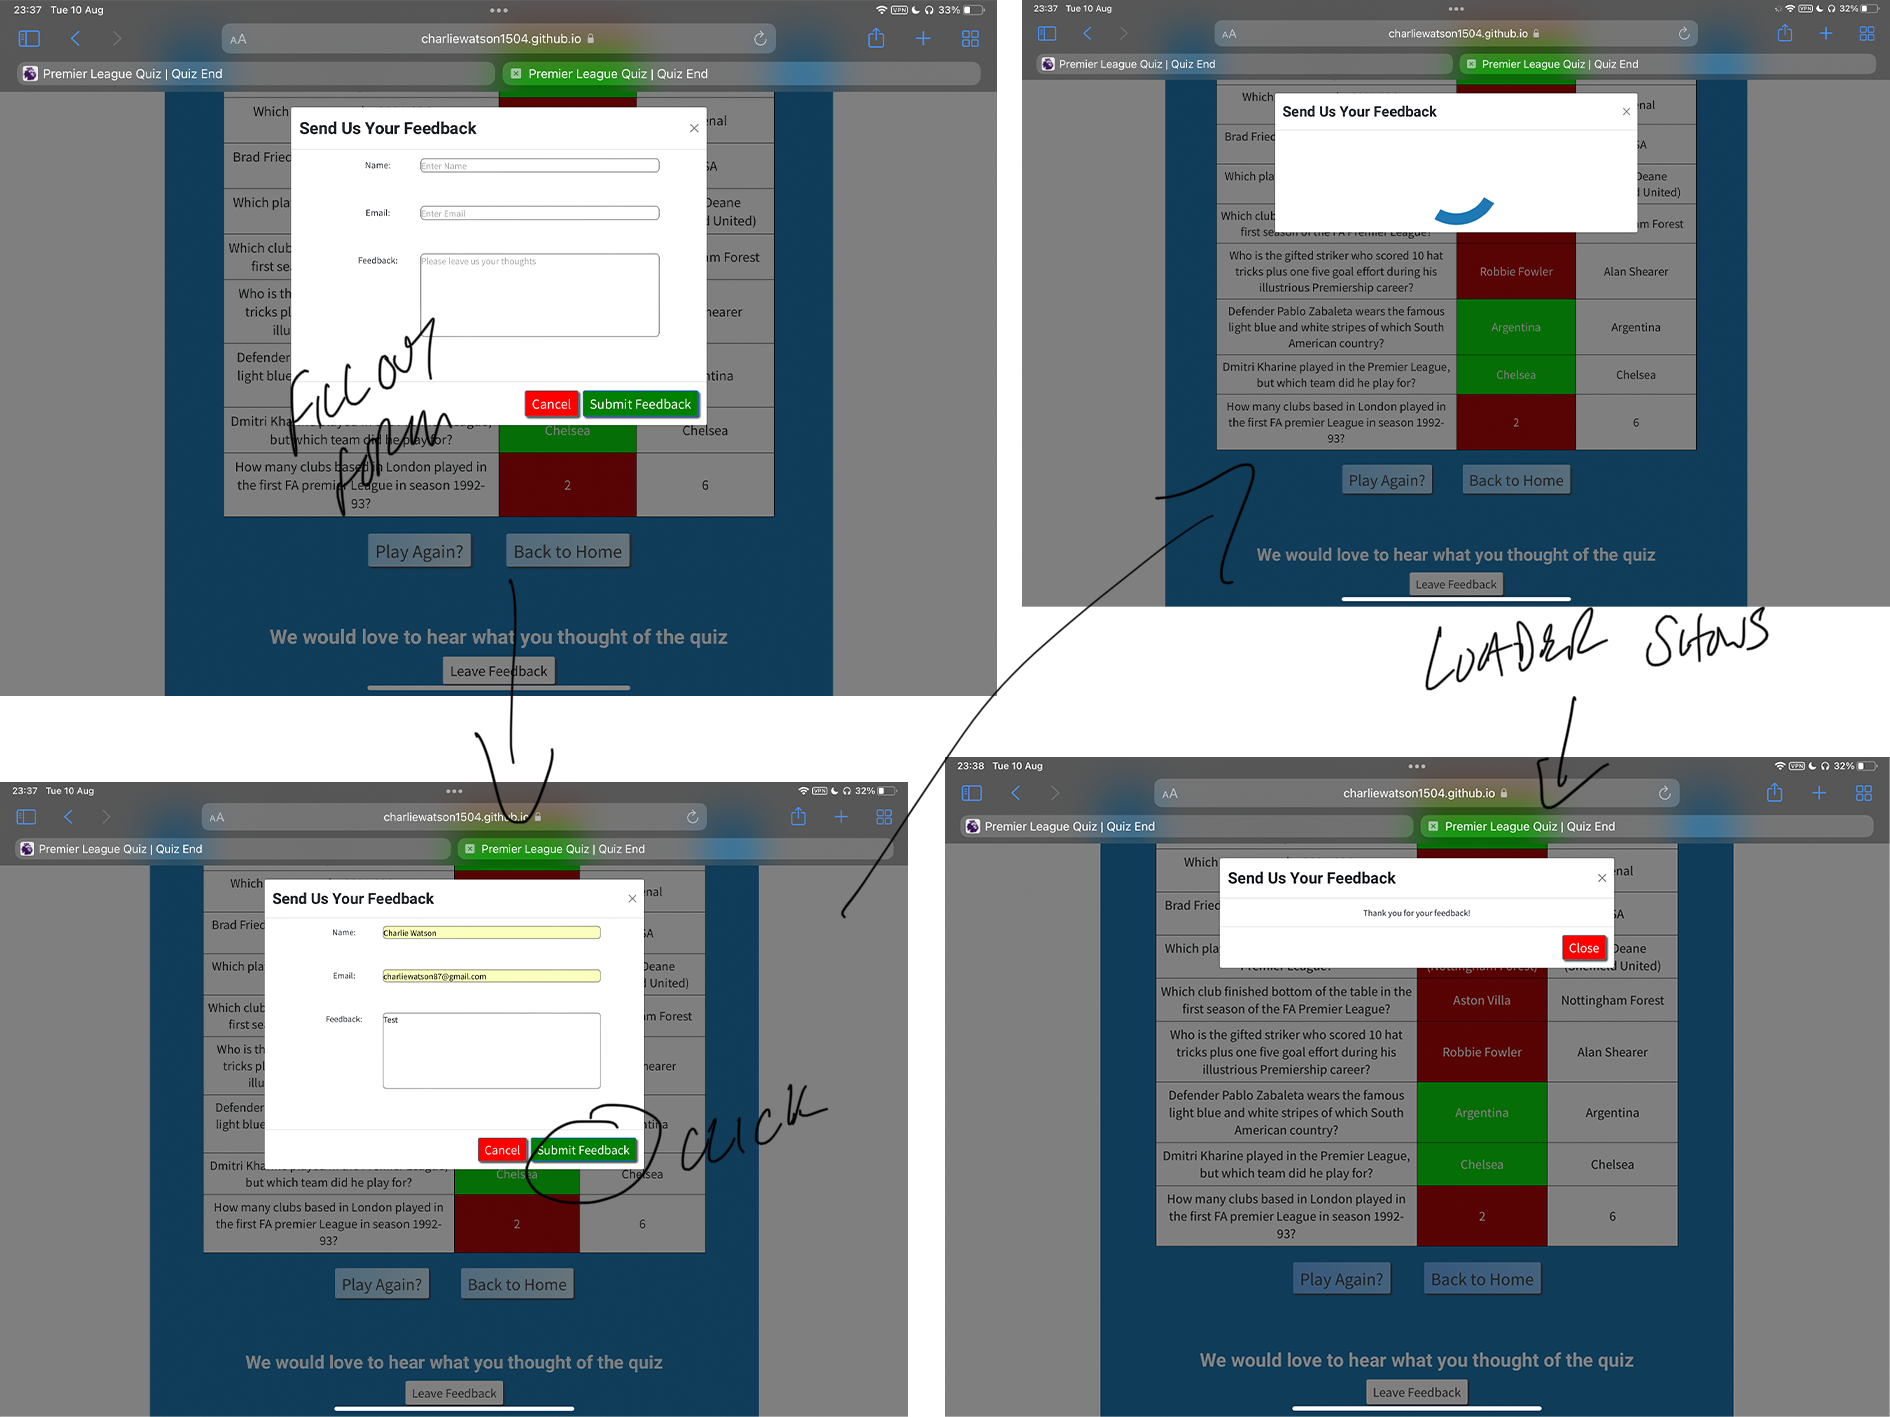 23:37 Tue 10 Aug
33%
AA charliewatson1504.github.io
Premier League Quiz | Quiz End
Premier League Quiz | Quiz End
Send Us Your Feedback
Name: Enter Name
Email: Enter Email
Feedback: Please leave us your thoughts
Cancel Submit Feedback
Which
nal
Brad Fried
SA
Which pla
Deane
d United)
Which club
first se
m Forest
Who is th
tricks pl
illu
hearer
Defender
light blue
ntina
Dmitri Kharine played in the Premier League,
but which team did he play for?
Chelsea
Chelsea
How many clubs based in London played in
the first FA premier League in season 1992-
93?
2
6
FILL OUT
FORM
Play Again? Back to Home
We would love to hear what you thought of the quiz
Leave Feedback
23:37 Tue 10 Aug
32%
AA charliewatson1504.github.io
Premier League Quiz | Quiz End
Premier League Quiz | Quiz End
Send Us Your Feedback
Which
nal
Brad Fried
SA
Which pla
Deane
d United)
Which club
first season of the FA Premier League?
m Forest
Who is the gifted striker who scored 10 hat
tricks plus one five goal effort during his
illustrious Premiership career?
Robbie Fowler
Alan Shearer
Defender Pablo Zabaleta wears the famous
light blue and white stripes of which South
American country?
Argentina
Argentina
Dmitri Kharine played in the Premier League,
but which team did he play for?
Chelsea
Chelsea
How many clubs based in London played in
the first FA premier League in season 1992-
93?
2
6
Play Again? Back to Home
We would love to hear what you thought of the quiz
Leave Feedback
LOADER SHOWS
23:37 Tue 10 Aug
32%
AA charliewatson1504.github.io
Premier League Quiz | Quiz End
Premier League Quiz | Quiz End
Send Us Your Feedback
Name: Charlie Watson
Email: charliewatson87@gmail.com
Feedback: Test
Cancel Submit Feedback
CLICK
Which
nal
Brad Fried
SA
Which pla
Deane
d United)
Which club
first se
m Forest
Who is th
tricks pl
illu
hearer
Defender
light blue
ntina
Dmitri Kharine played in the Premier League,
but which team did he play for?
Chelsea
Chelsea
How many clubs based in London played in
the first FA premier League in season 1992-
93?
2
6
Play Again? Back to Home
We would love to hear what you thought of the quiz
Leave Feedback
23:38 Tue 10 Aug
32%
AA charliewatson1504.github.io
Premier League Quiz | Quiz End
Premier League Quiz | Quiz End
Send Us Your Feedback
Thank you for your feedback!
Close
Which
nal
Brad Fried
SA
Which pla
Premier League?
(Nottingham Forest)
Deane
(Sheffield United)
Which club finished bottom of the table in the
first season of the FA Premier League?
Aston Villa
Nottingham Forest
Who is the gifted striker who scored 10 hat
tricks plus one five goal effort during his
illustrious Premiership career?
Robbie Fowler
Alan Shearer
Defender Pablo Zabaleta wears the famous
light blue and white stripes of which South
American country?
Argentina
Argentina
Dmitri Kharine played in the Premier League,
but which team did he play for?
Chelsea
Chelsea
How many clubs based in London played in
the first FA premier League in season 1992-
93?
2
6
Play Again? Back to Home
We would love to hear what you thought of the quiz
Leave Feedback